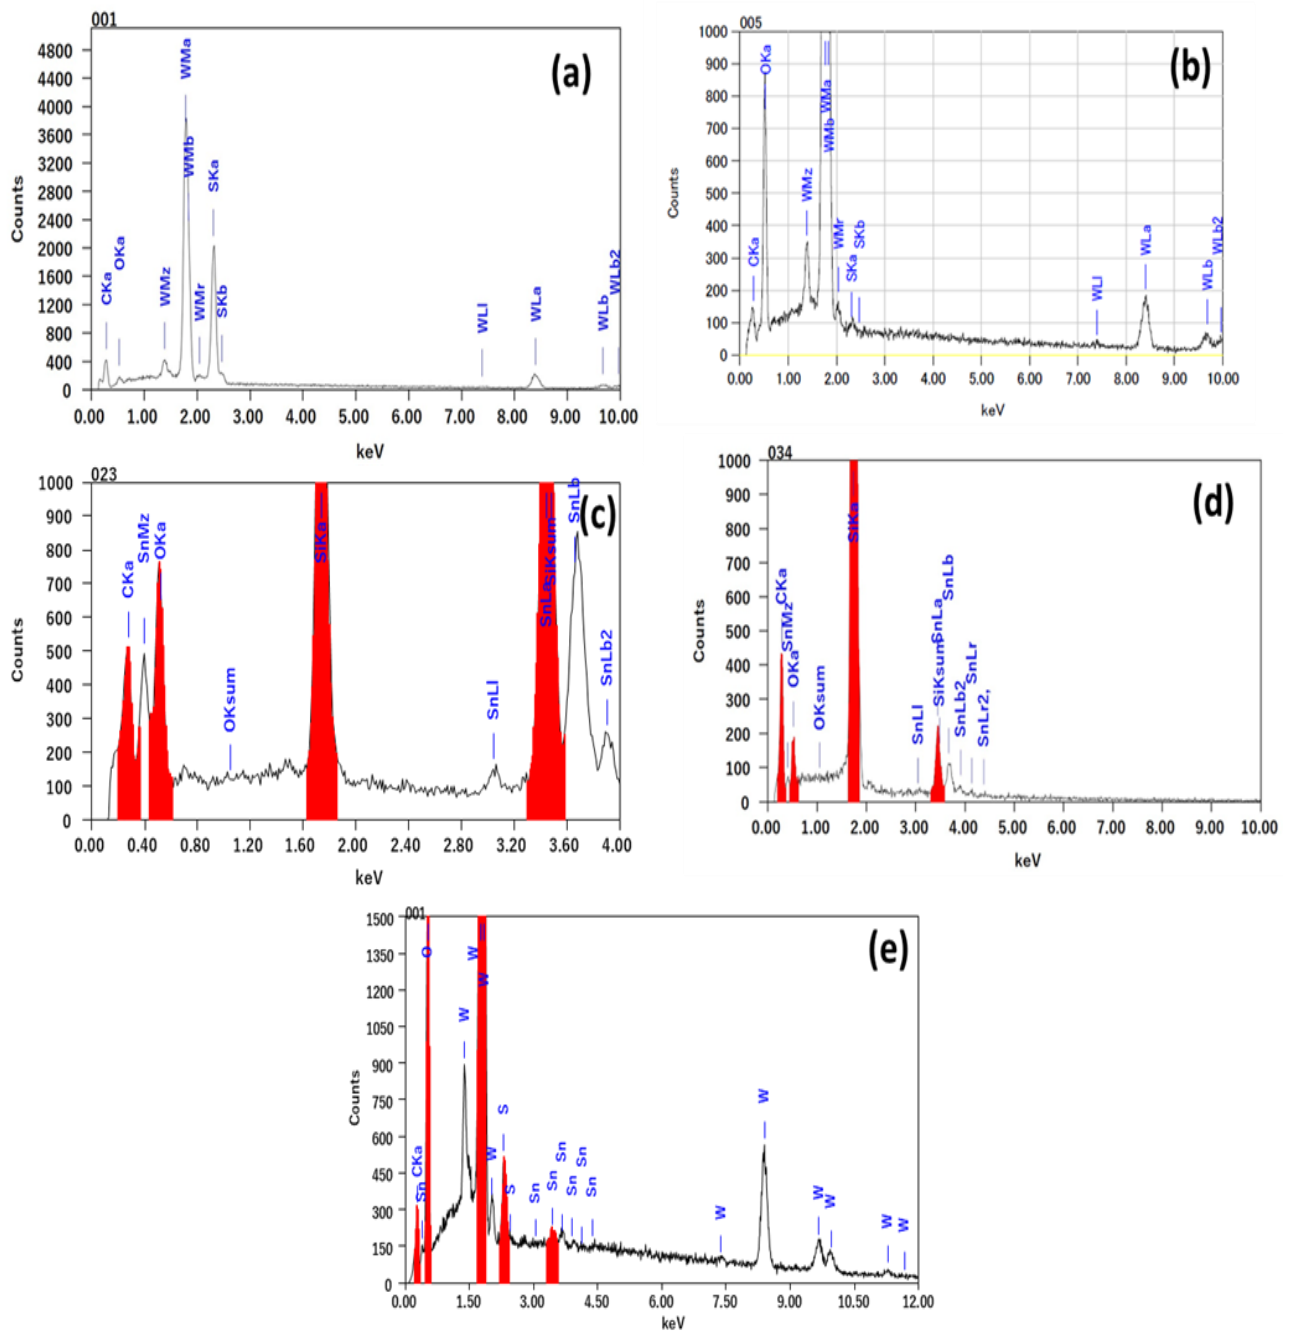 001
(a)
4800
4400
4000
3600
3200
2800
2400
2000
1600
1200
800
400
0
Counts
CKa
OKa
WMz
WMa
WMb
WMr
SKa
SKb
WLl
WLa
WLb
WLb2
0.00 1.00 2.00 3.00 4.00 5.00 6.00 7.00 8.00 9.00 10.00
keV
005
(b)
1000
900
800
700
600
500
400
300
200
100
0
Counts
CKa
OKa
WMz
WMa
WMb
WMr
SKa
SKb
WLl
WLa
WLb
WLb2
0.00 1.00 2.00 3.00 4.00 5.00 6.00 7.00 8.00 9.00 10.00
keV
023
(c)
1000
900
800
700
600
500
400
300
200
100
0
Counts
CKa
SnMz
OKa
OKsum
SiKa
SnLl
SnLa
SiKsum
SnLb
SnLb2
0.00 0.40 0.80 1.20 1.60 2.00 2.40 2.80 3.20 3.60 4.00
keV
034
(d)
1000
900
800
700
600
500
400
300
200
100
0
Counts
CKa
SnMz
OKa
OKsum
SiKa
SnLl
SiKsum
SnLa
SnLb
SnLb2
SnLr
SnLr2,
0.00 1.00 2.00 3.00 4.00 5.00 6.00 7.00 8.00 9.00 10.00
keV
001
(e)
1500
1350
1200
1050
900
750
600
450
300
150
0
Counts
CKa
Sn
O
W
W
W
W
S
S
Sn
Sn
Sn
Sn
Sn
Sn
W
W
W
W
W
W
0.00 1.50 3.00 4.50 6.00 7.50 9.00 10.50 12.00
keV